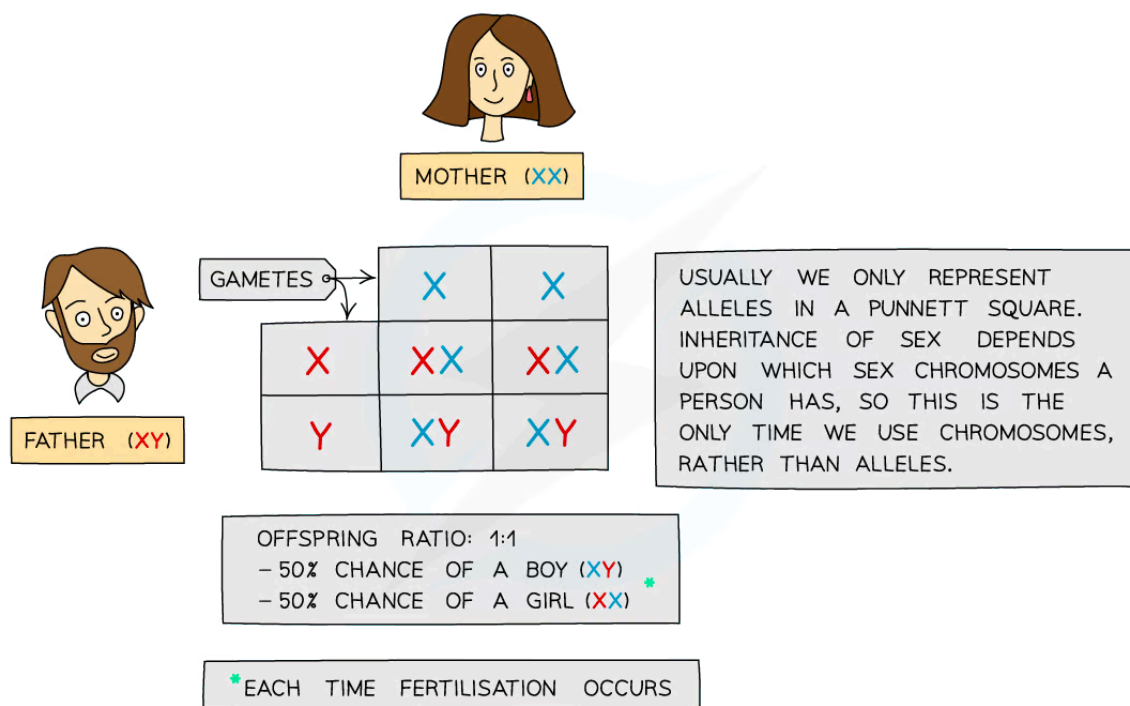 MOTHER (XX)
GAMETES
X X
X XX XX
Y XY XY
FATHER (XY)
USUALLY WE ONLY REPRESENT
ALLELES IN A PUNNETT SQUARE.
INHERITANCE OF SEX DEPENDS
UPON WHICH SEX CHROMOSOMES A
PERSON HAS, SO THIS IS THE
ONLY TIME WE USE CHROMOSOMES,
RATHER THAN ALLELES.
OFFSPRING RATIO: 1:1
– 50% CHANCE OF A BOY (XY)
– 50% CHANCE OF A GIRL (XX) *
*EACH TIME FERTILISATION OCCURS